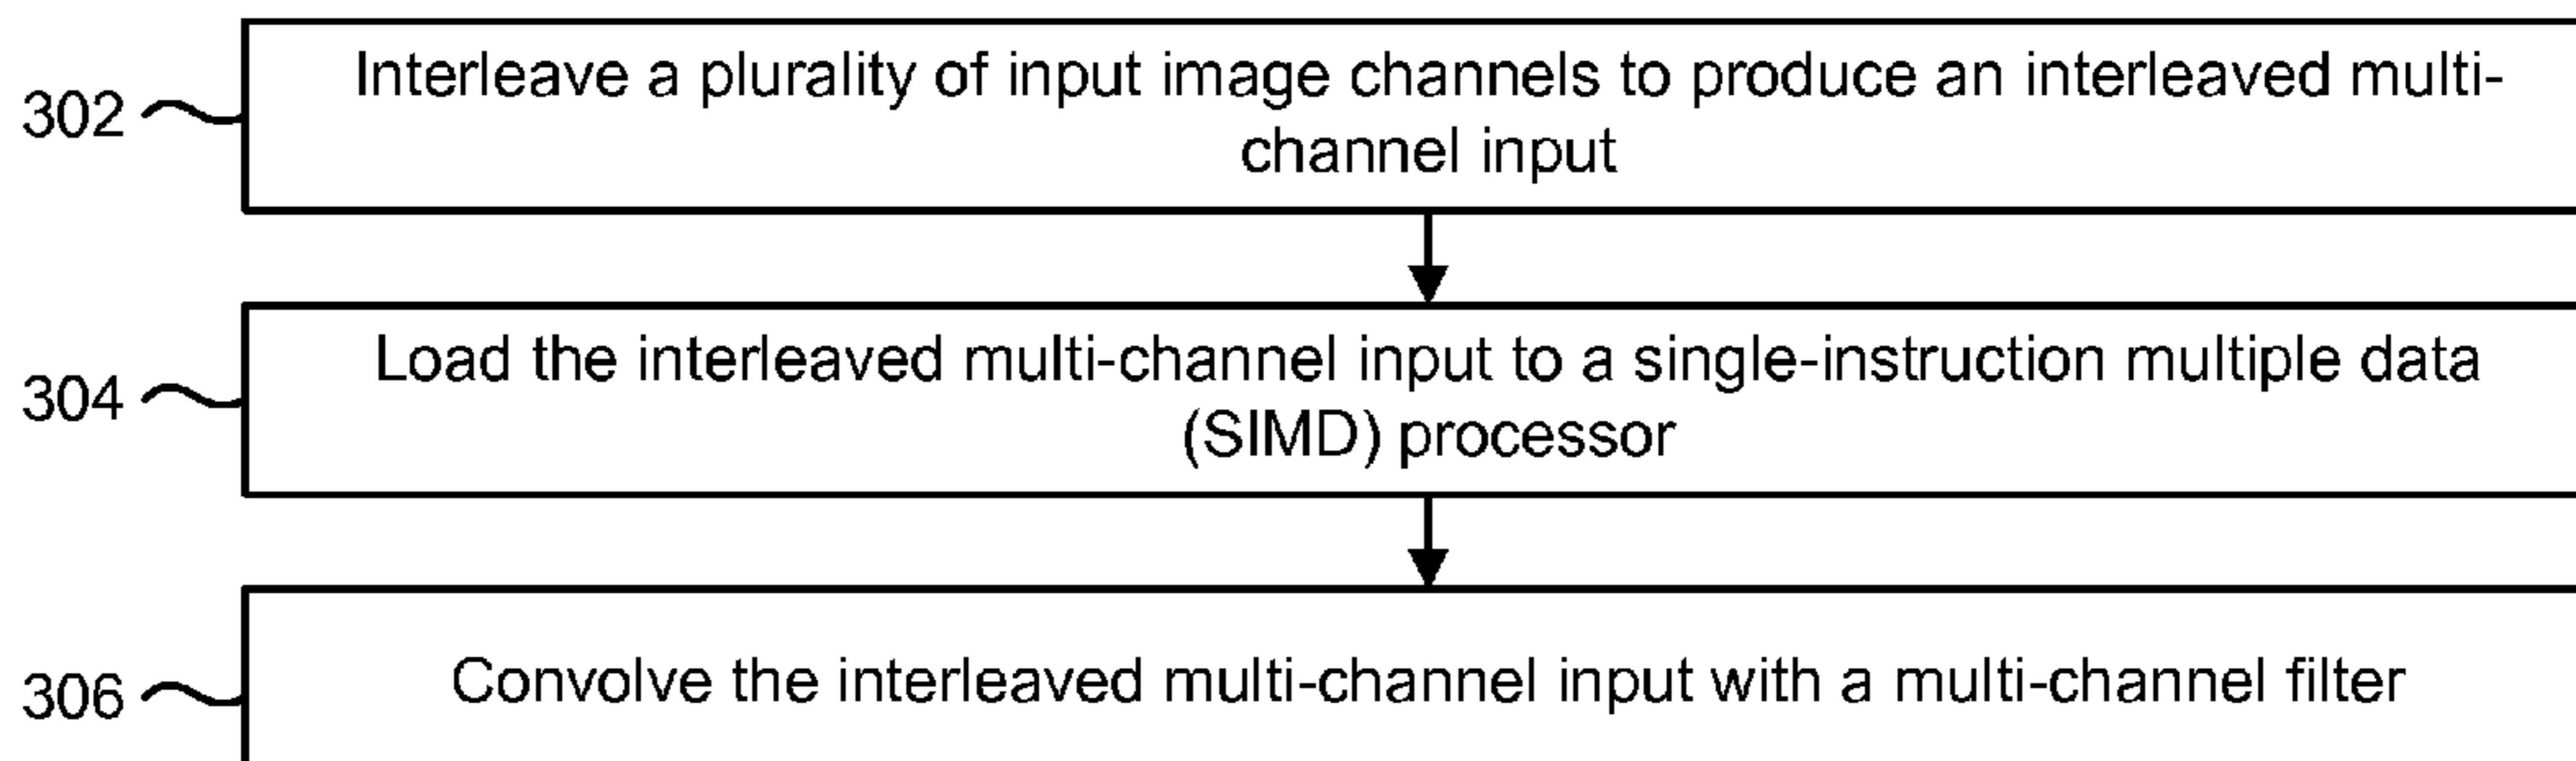 302
Interleave a plurality of input image channels to produce an interleaved multi-
channel input
304
Load the interleaved multi-channel input to a single-instruction multiple data
(SIMD) processor
306
Convolve the interleaved multi-channel input with a multi-channel filter